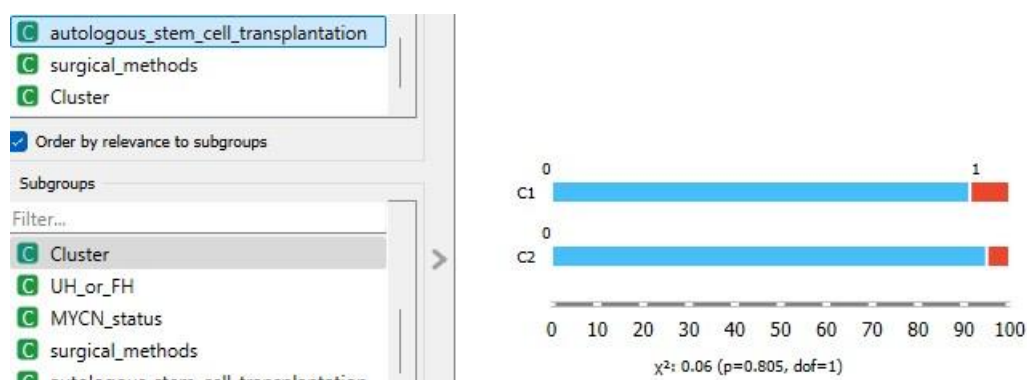 autologous_stem_cell_transplantation
surgical_methods
Cluster
Order by relevance to subgroups
Subgroups
Filter...
Cluster
UH_or_FH
MYCN_status
surgical_methods
autologous_stem_cell_transplantation
0 1
C1
0
C2
0 10 20 30 40 50 60 70 80 90 100
χ²: 0.06 (p=0.805, dof=1)